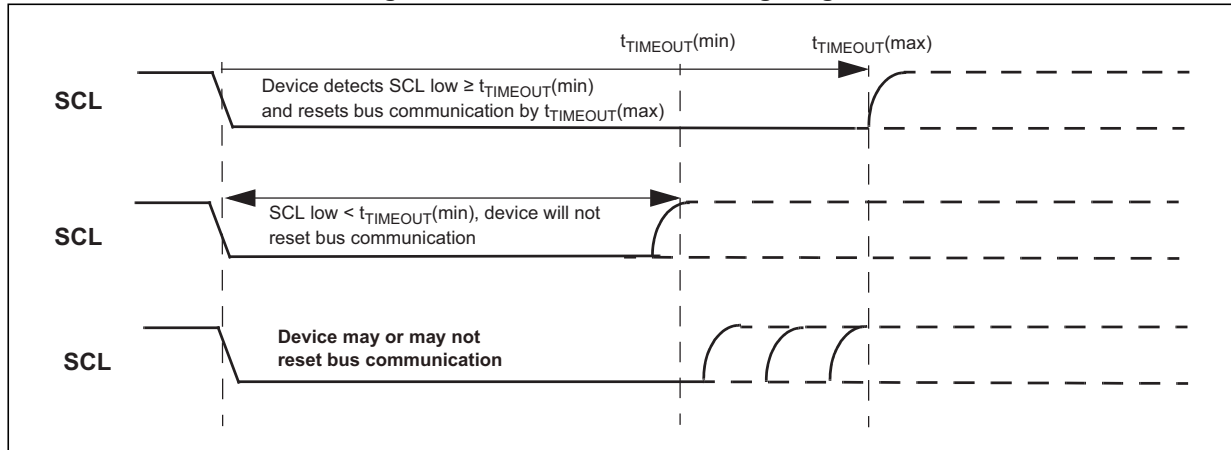 tTIMEOUT(min)
tTIMEOUT(max)
SCL
Device detects SCL low ≥ tTIMEOUT(min)
and resets bus communication by tTIMEOUT(max)
SCL
SCL low < tTIMEOUT(min), device will not
reset bus communication
SCL
Device may or may not
reset bus communication